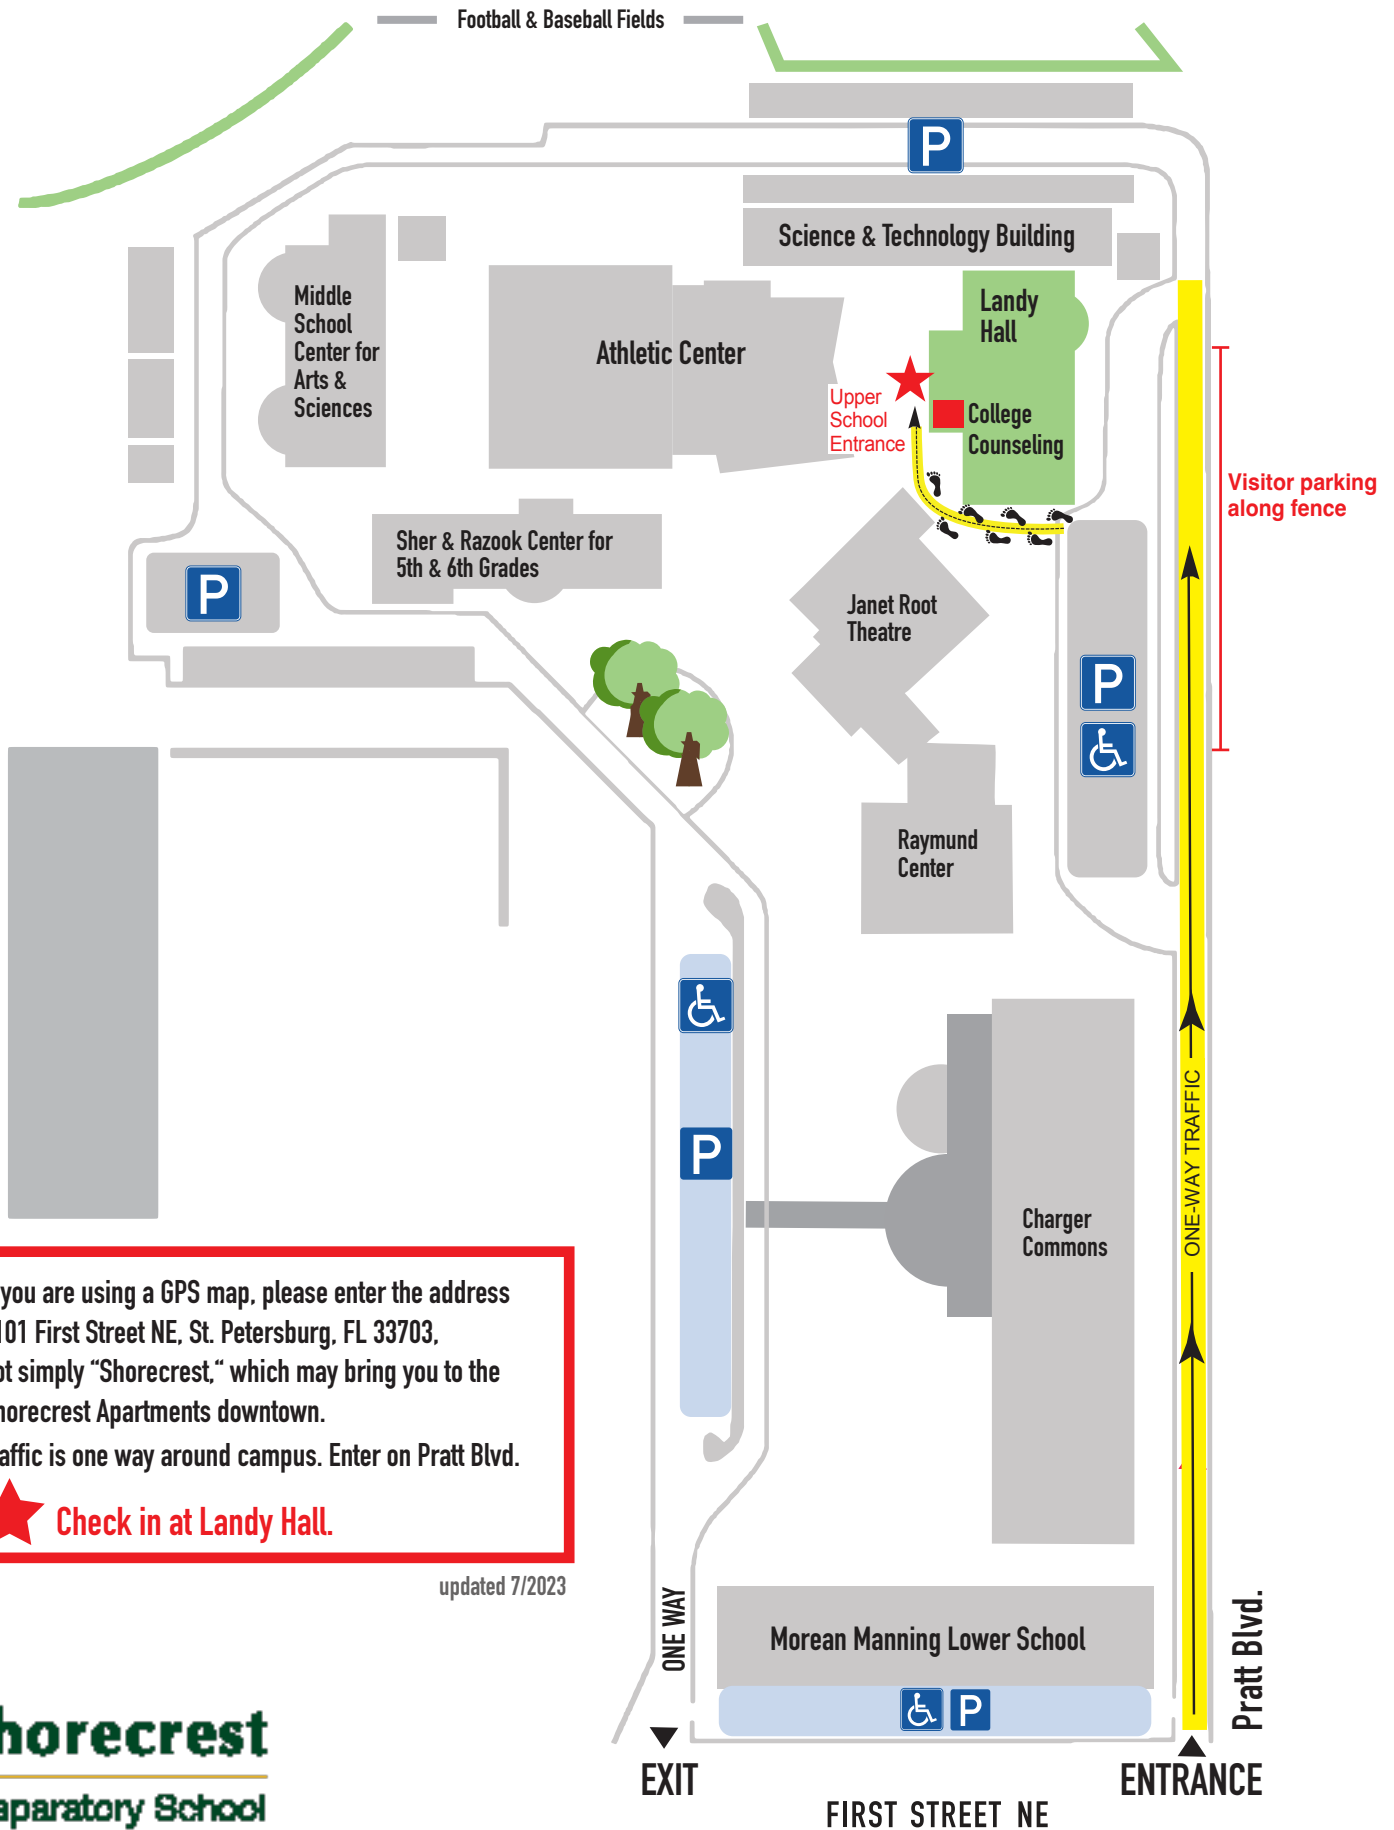 Football & Baseball Fields
P
Science & Technology Building
Middle
School
Center for
Arts &
Sciences
Athletic Center
Landy
Hall
Upper
School
Entrance
College
Counseling
Visitor parking
along fence
Sher & Razook Center for
5th & 6th Grades
P
Janet Root
Theatre
P
Raymund
Center
P
ONE-WAY TRAFFIC
Charger
Commons
you are using a GPS map, please enter the address
101 First Street NE, St. Petersburg, FL 33703,
ot simply “Shorecrest,“ which may bring you to the
horecrest Apartments downtown.
affic is one way around campus. Enter on Pratt Blvd.
Check in at Landy Hall.
updated 7/2023
ONE WAY
Morean Manning Lower School
P
Pratt Blvd.
horecrest
eparatory School
EXIT
ENTRANCE
FIRST STREET NE